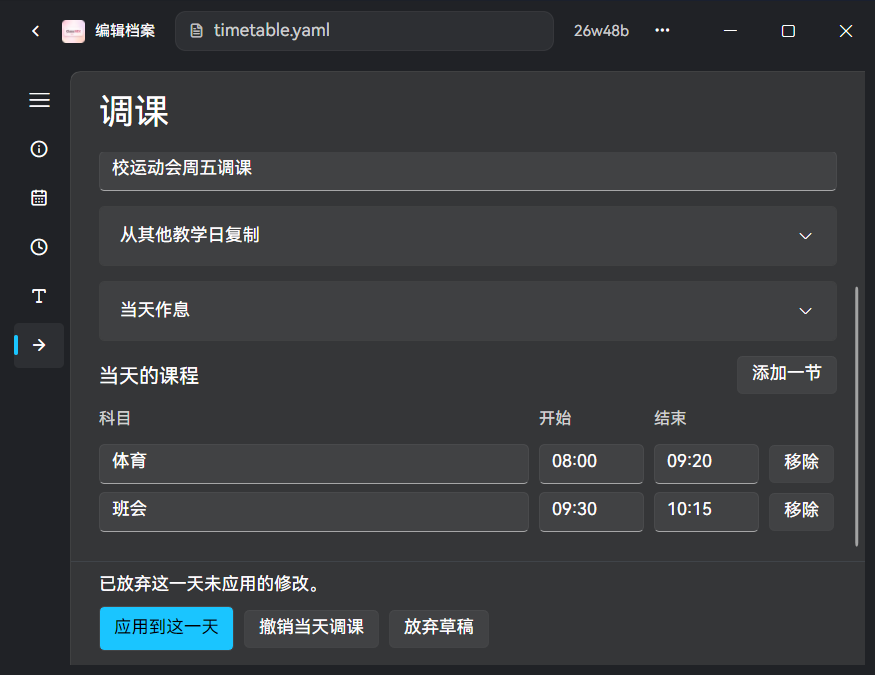 编辑档案
timetable.yaml
26w48b
调课
校运动会周五调课
从其他教学日复制
当天作息
当天的课程
添加一节
科目 开始 结束
体育 08:00 09:20 移除
班会 09:30 10:15 移除
已放弃这一天未应用的修改。
应用到这一天 撤销当天调课 放弃草稿